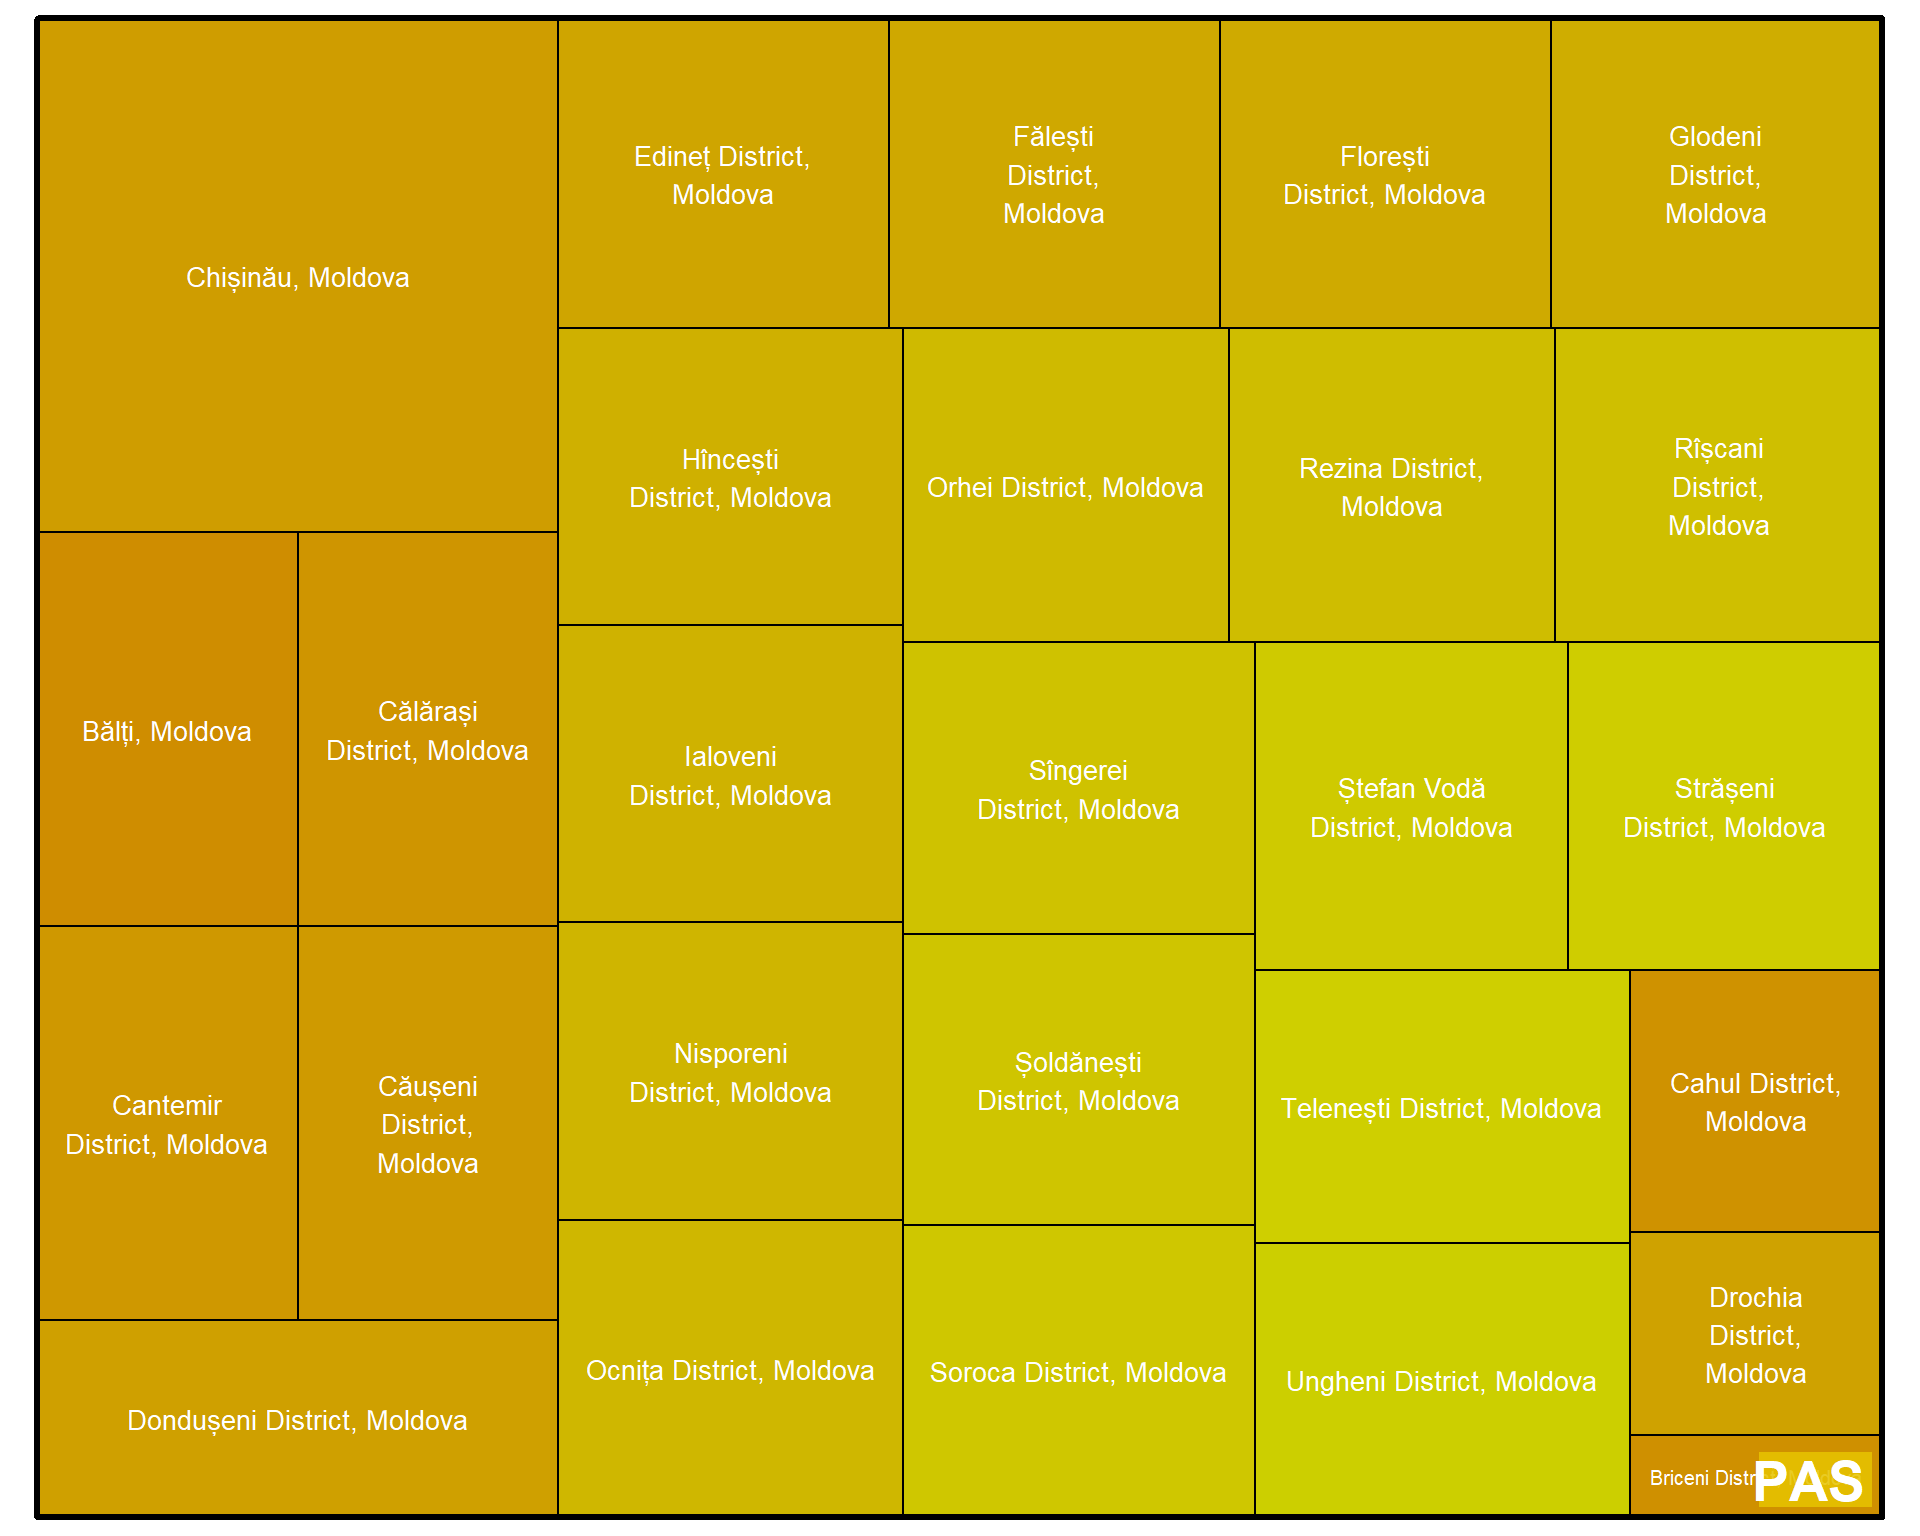 Chișinău, Moldova
Edineț District,
Moldova
Fălești
District,
Moldova
Florești
District, Moldova
Glodeni
District,
Moldova
Hîncești
District, Moldova
Orhei District, Moldova
Rezina District,
Moldova
Rîșcani
District,
Moldova
Bălți, Moldova
Călărași
District, Moldova
Ialoveni
District, Moldova
Sîngerei
District, Moldova
Ștefan Vodă
District, Moldova
Strășeni
District, Moldova
Cantemir
District, Moldova
Căușeni
District,
Moldova
Nisporeni
District, Moldova
Șoldănești
District, Moldova
Telenești District, Moldova
Cahul District,
Moldova
Dondușeni District, Moldova
Ocnița District, Moldova
Soroca District, Moldova
Ungheni District, Moldova
Drochia
District,
Moldova
Briceni
PAS